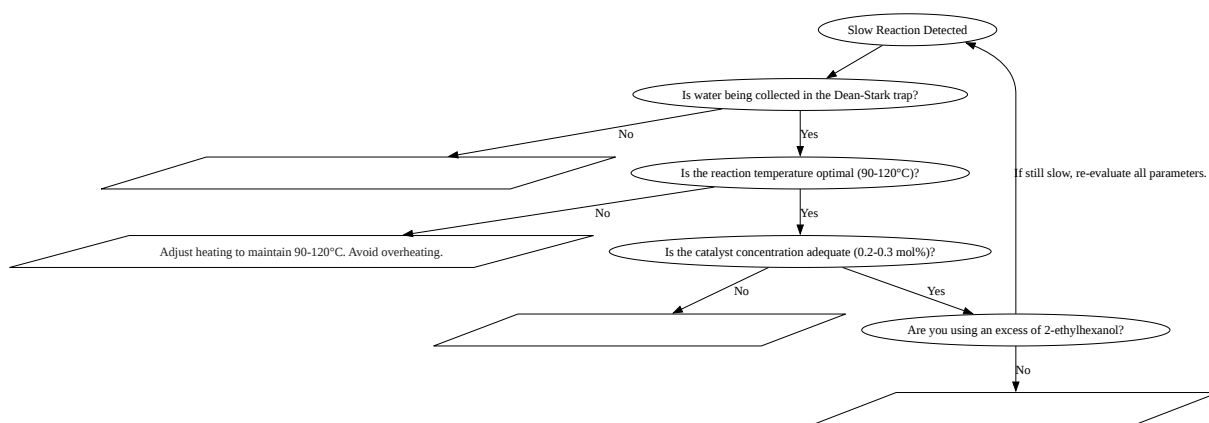 Slow Reaction Detected
Is water being collected in the Dean-Stark trap?
No
Yes
Is the reaction temperature optimal (90-120°C)?
If still slow, re-evaluate all parameters.
No
Yes
Adjust heating to maintain 90-120°C. Avoid overheating.
Is the catalyst concentration adequate (0.2-0.3 mol%)?
No
Yes
Are you using an excess of 2-ethylhexanol?
No